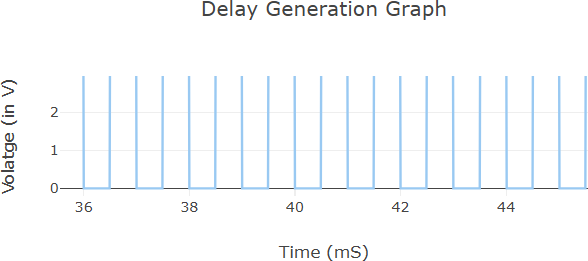 Delay Generation Graph
Volatge (in V)
2
1
0
36 38 40 42 44
Time (mS)